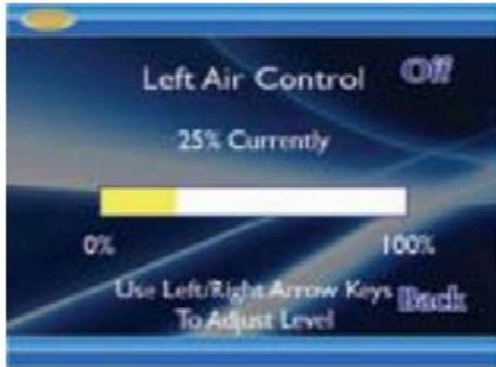 Left Air Control Off
25% Currently
0% 100%
Use Left/Right Arrow Keys Back
To Adjust Level